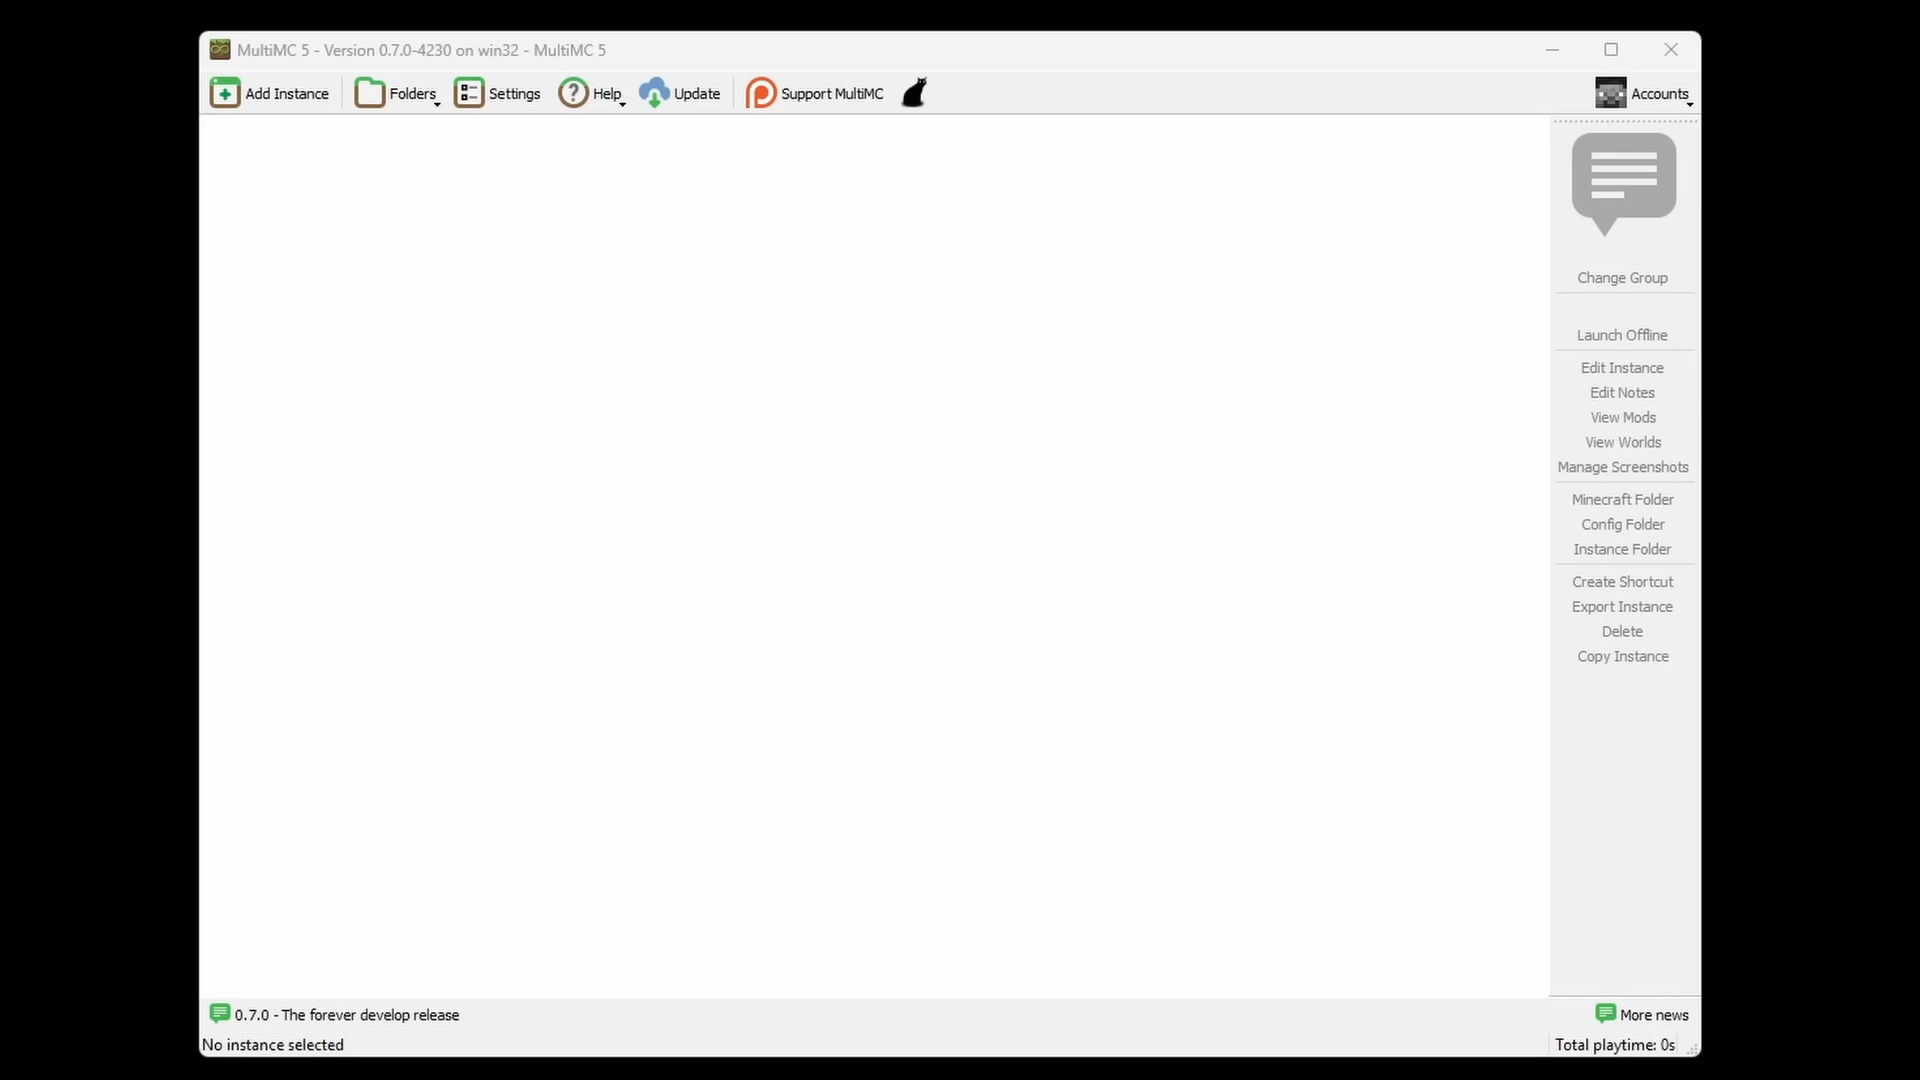 MultiMC 5 - Version 0.7.0-4230 on win32 - MultiMC 5
Add Instance
Folders
Settings
Help
Update
Support MultiMC
Accounts
Change Group
Launch Offline
Edit Instance
Edit Notes
View Mods
View Worlds
Manage Screenshots
Minecraft Folder
Config Folder
Instance Folder
Create Shortcut
Export Instance
Delete
Copy Instance
0.7.0 - The forever develop release
More news
No instance selected
Total playtime: 0s